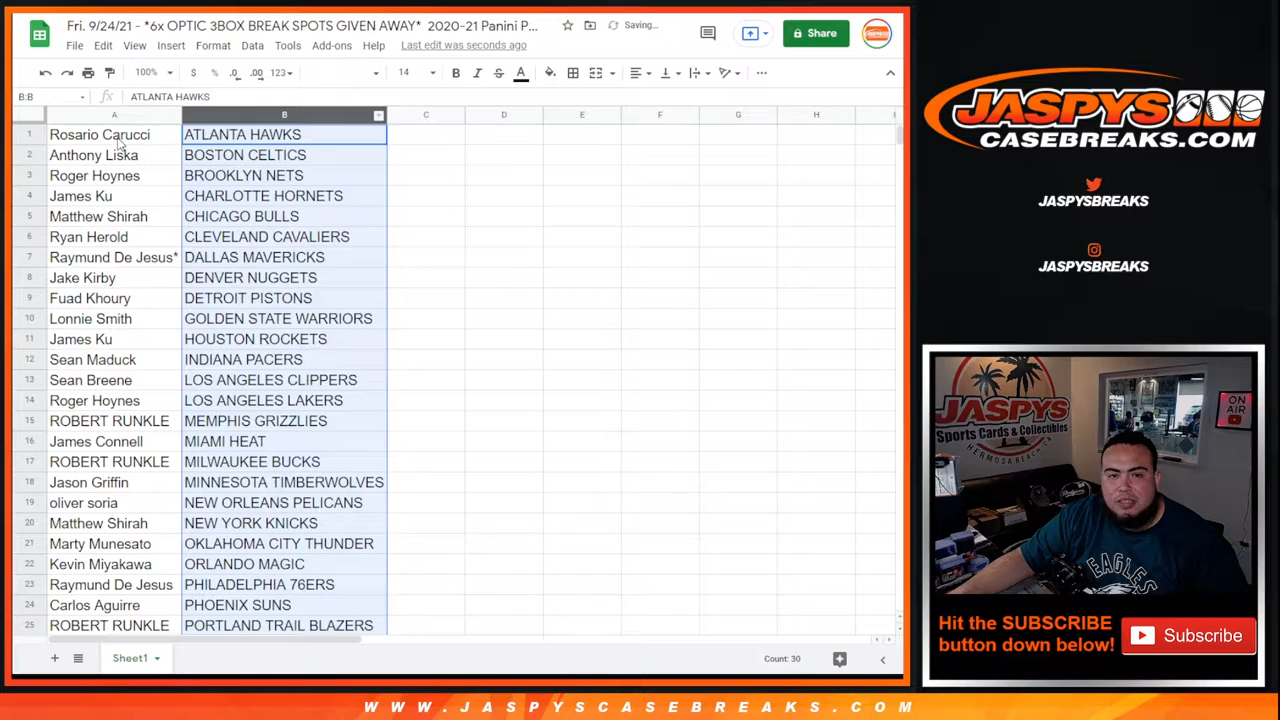 Fri. 9/24/21 - *6x OPTIC 3BOX BREAK SPOTS GIVEN AWAY* 2020-21 Panini P...
Saving...
File Edit View Insert Format Data Tools Add-ons Help Last edit was seconds ago
Share
100% $ % .0 .00 123 14 B I S A
B:B fx ATLANTA HAWKS
A B C D E F G H I
1 Rosario Carucci ATLANTA HAWKS
2 Anthony Liska BOSTON CELTICS
3 Roger Hoynes BROOKLYN NETS
4 James Ku CHARLOTTE HORNETS
5 Matthew Shirah CHICAGO BULLS
6 Ryan Herold CLEVELAND CAVALIERS
7 Raymund De Jesus* DALLAS MAVERICKS
8 Jake Kirby DENVER NUGGETS
9 Fuad Khoury DETROIT PISTONS
10 Lonnie Smith GOLDEN STATE WARRIORS
11 James Ku HOUSTON ROCKETS
12 Sean Maduck INDIANA PACERS
13 Sean Breene LOS ANGELES CLIPPERS
14 Roger Hoynes LOS ANGELES LAKERS
15 ROBERT RUNKLE MEMPHIS GRIZZLIES
16 James Connell MIAMI HEAT
17 ROBERT RUNKLE MILWAUKEE BUCKS
18 Jason Griffin MINNESOTA TIMBERWOLVES
19 oliver soria NEW ORLEANS PELICANS
20 Matthew Shirah NEW YORK KNICKS
21 Marty Munesato OKLAHOMA CITY THUNDER
22 Kevin Miyakawa ORLANDO MAGIC
23 Raymund De Jesus PHILADELPHIA 76ERS
24 Carlos Aguirre PHOENIX SUNS
25 ROBERT RUNKLE PORTLAND TRAIL BLAZERS
Sheet1
Count: 30
JASPYS
CASEBREAKS.COM
JASPYSBREAKS
JASPYSBREAKS
JASPYS
Sports Cards & Collectibles
HERMOSA BEACH CA
ON
AIR
EAGLES
Hit the SUBSCRIBE
button down below!
Subscribe
WWW.JASPYSCASEBREAKS.COM